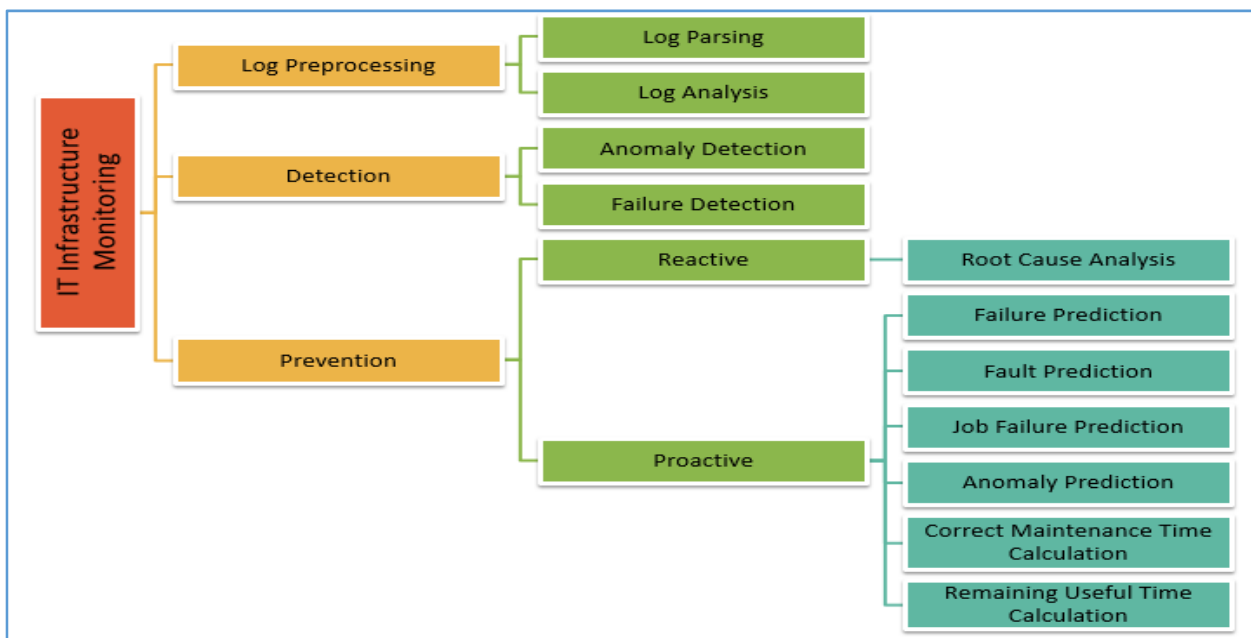 IT Infrastructure
Monitoring
Log Preprocessing
Log Parsing
Log Analysis
Detection
Anomaly Detection
Failure Detection
Prevention
Reactive
Root Cause Analysis
Proactive
Failure Prediction
Fault Prediction
Job Failure Prediction
Anomaly Prediction
Correct Maintenance Time
Calculation
Remaining Useful Time
Calculation